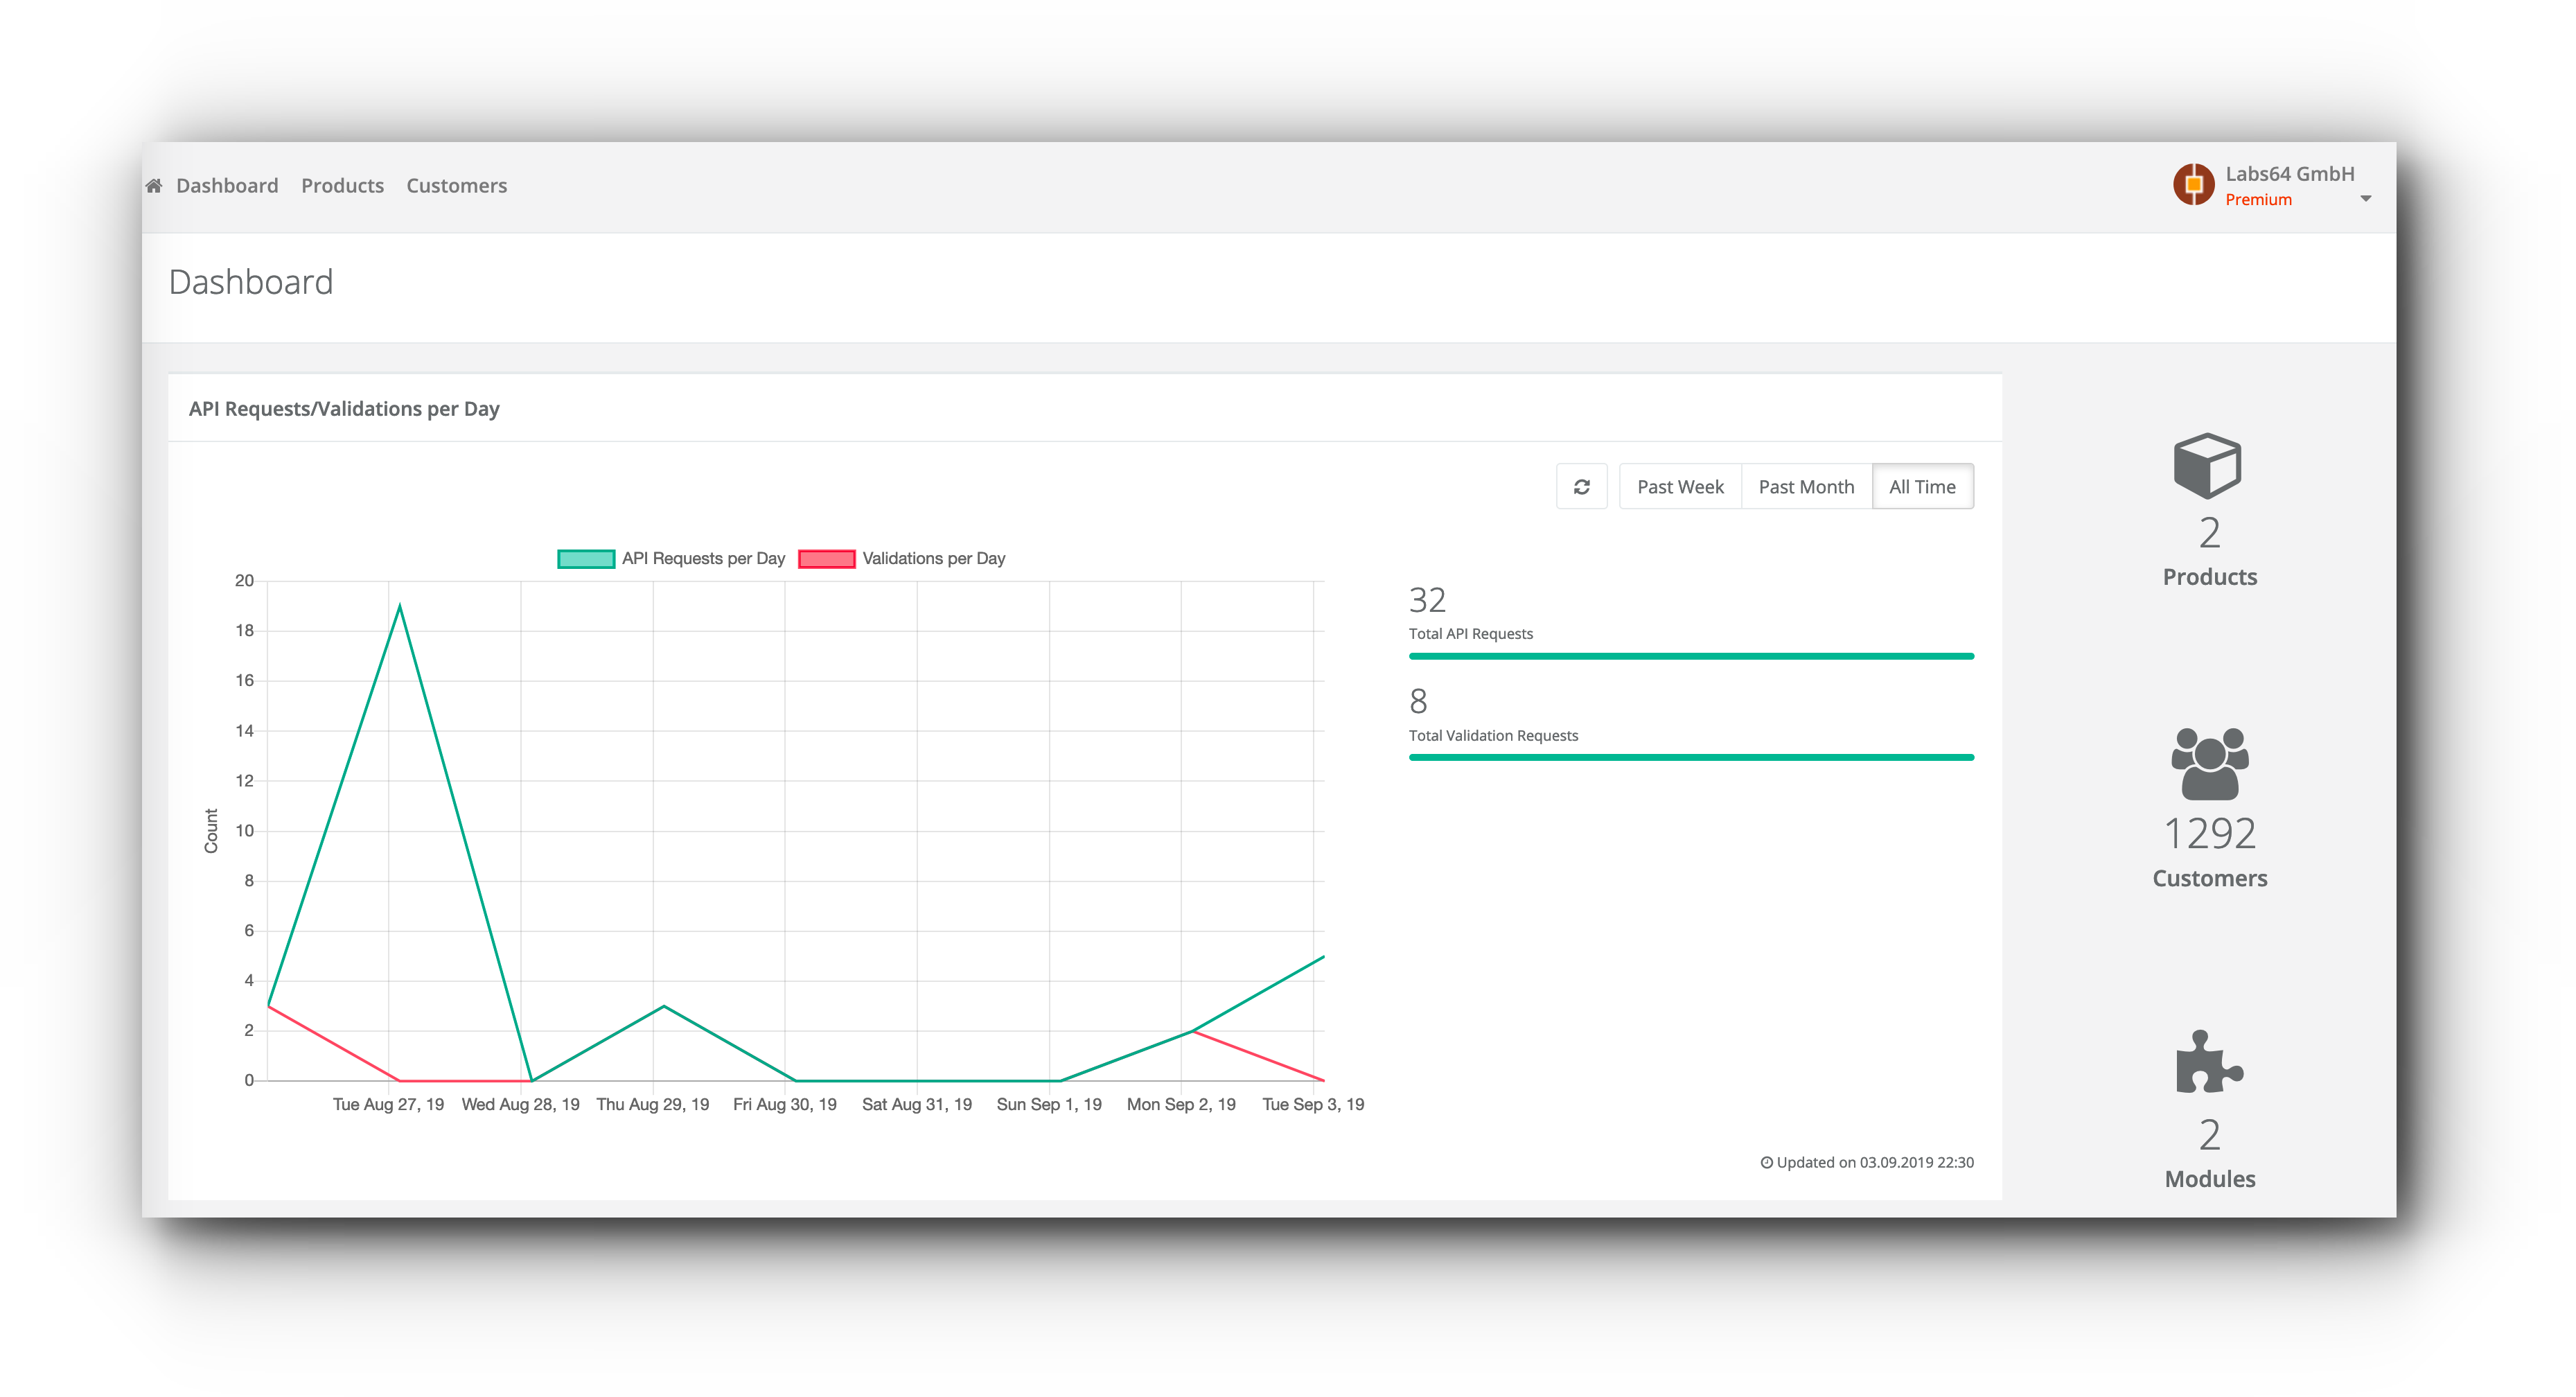 Dashboard Products Customers
Labs64 GmbH
Premium
Dashboard
API Requests/Validations per Day
Past Week Past Month All Time
API Requests per Day Validations per Day
20
18
16
14
12
10
8
6
4
2
0
Count
Tue Aug 27, 19 Wed Aug 28, 19 Thu Aug 29, 19 Fri Aug 30, 19 Sat Aug 31, 19 Sun Sep 1, 19 Mon Sep 2, 19 Tue Sep 3, 19
32
Total API Requests
8
Total Validation Requests
Updated on 03.09.2019 22:30
2
Products
1292
Customers
2
Modules